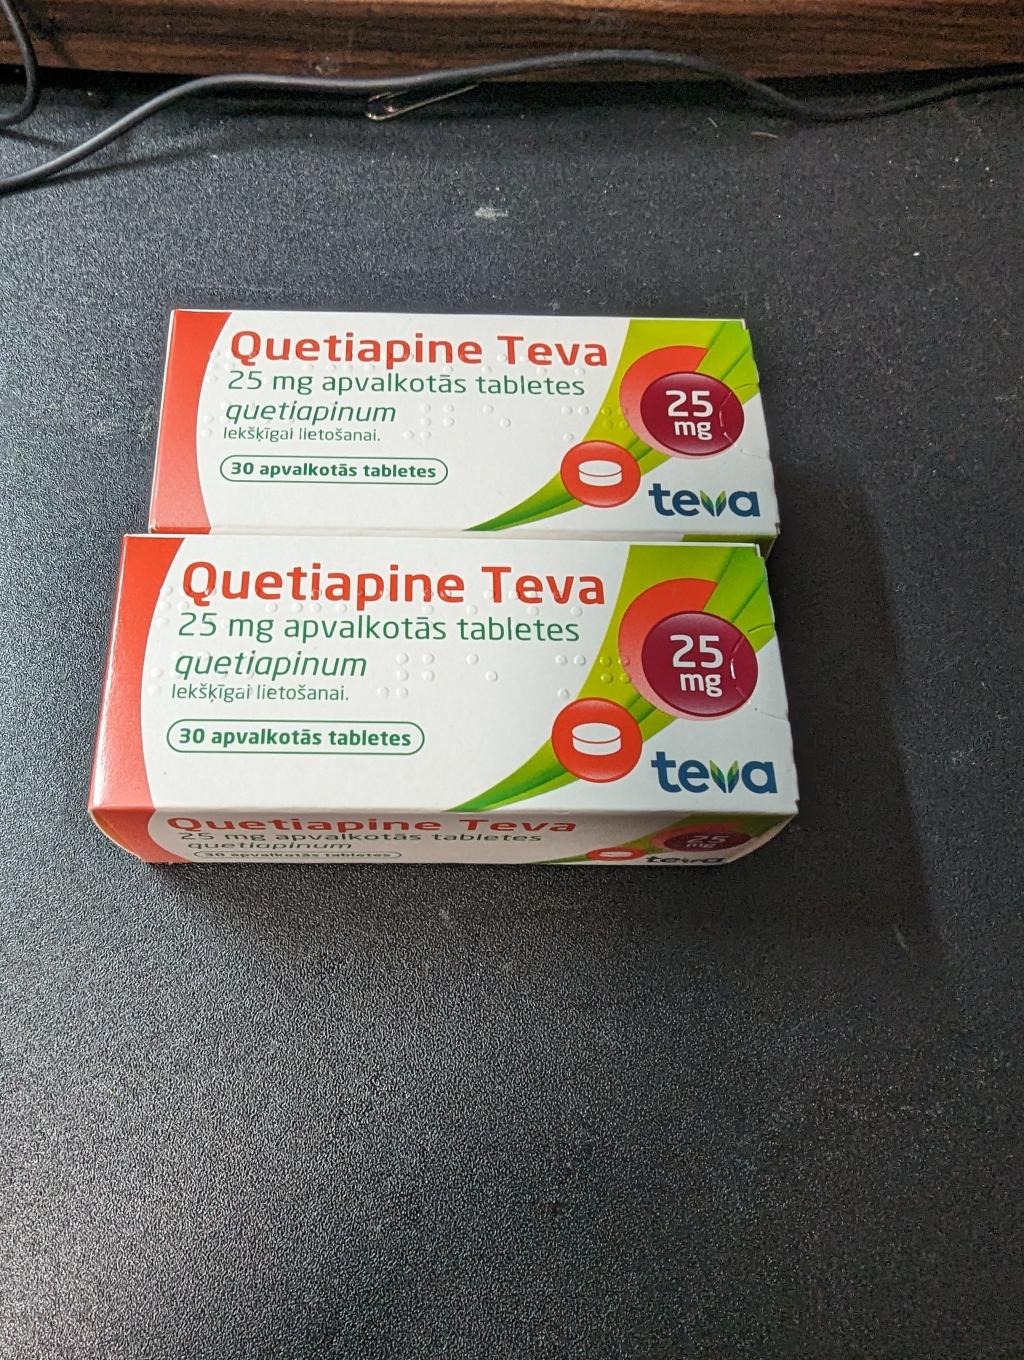 Quetiapine Teva
25 mg apvalkotās tabletes
quetiapinum
Iekšķīgai lietošanai.
30 apvalkotās tabletes
25
mg
teva
Quetiapine Teva
25 mg apvalkotās tabletes
quetiapinum
Iekšķīgai lietošanai.
30 apvalkotās tabletes
25
mg
teva
Quetiapine Teva
25 mg apvalkotās tabletes
quetiapinum
30 apvalkotās tabletes
25
mg
teva